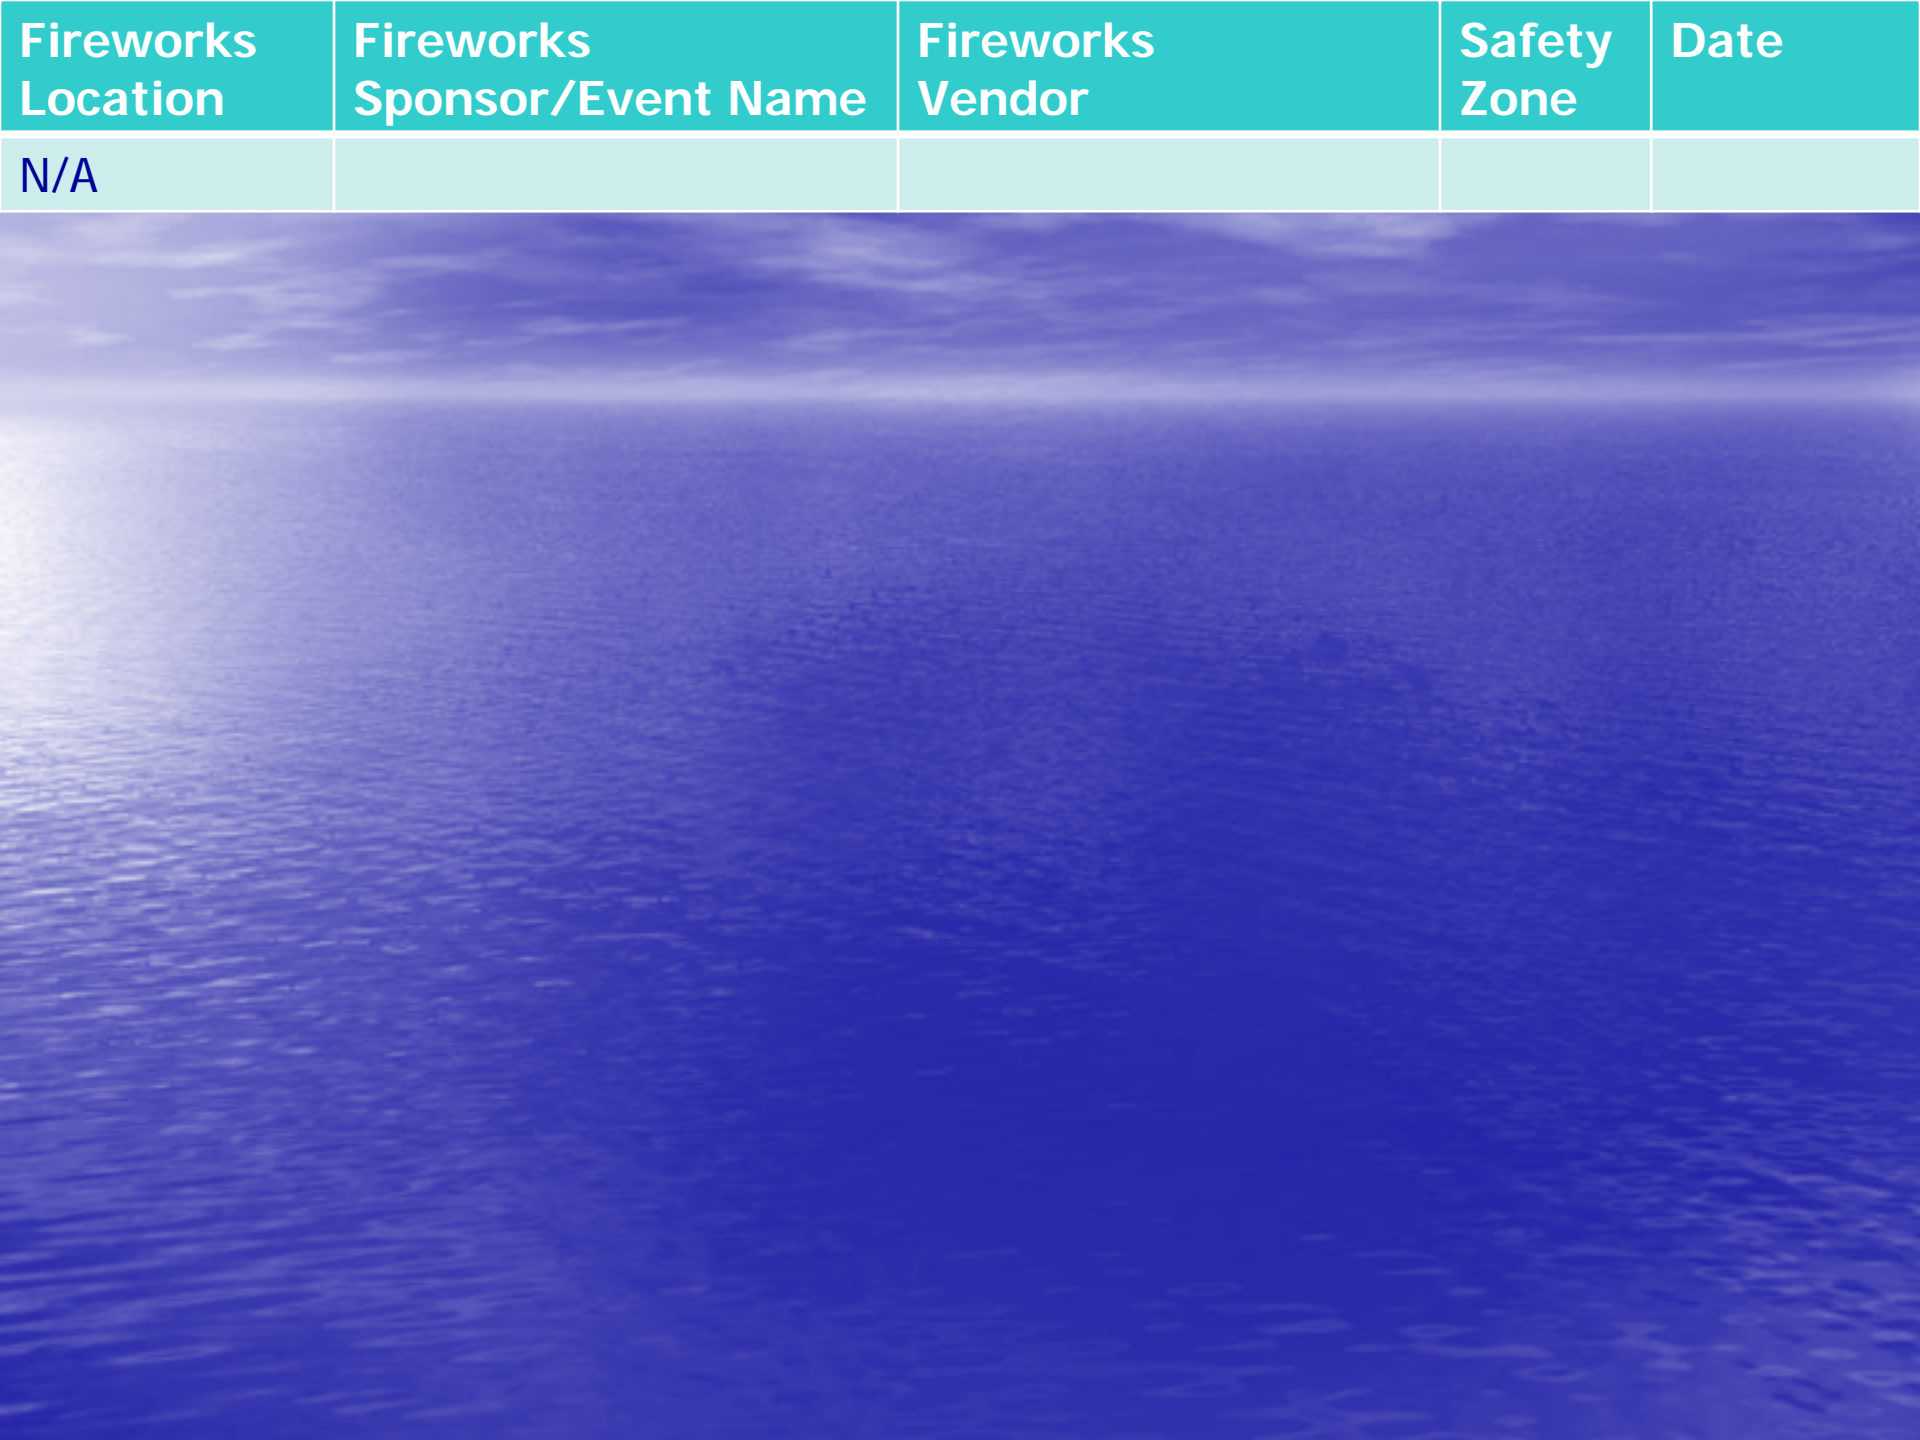 Fireworks Location
Fireworks Sponsor/Event Name
Fireworks Vendor
Safety Zone
Date
N/A